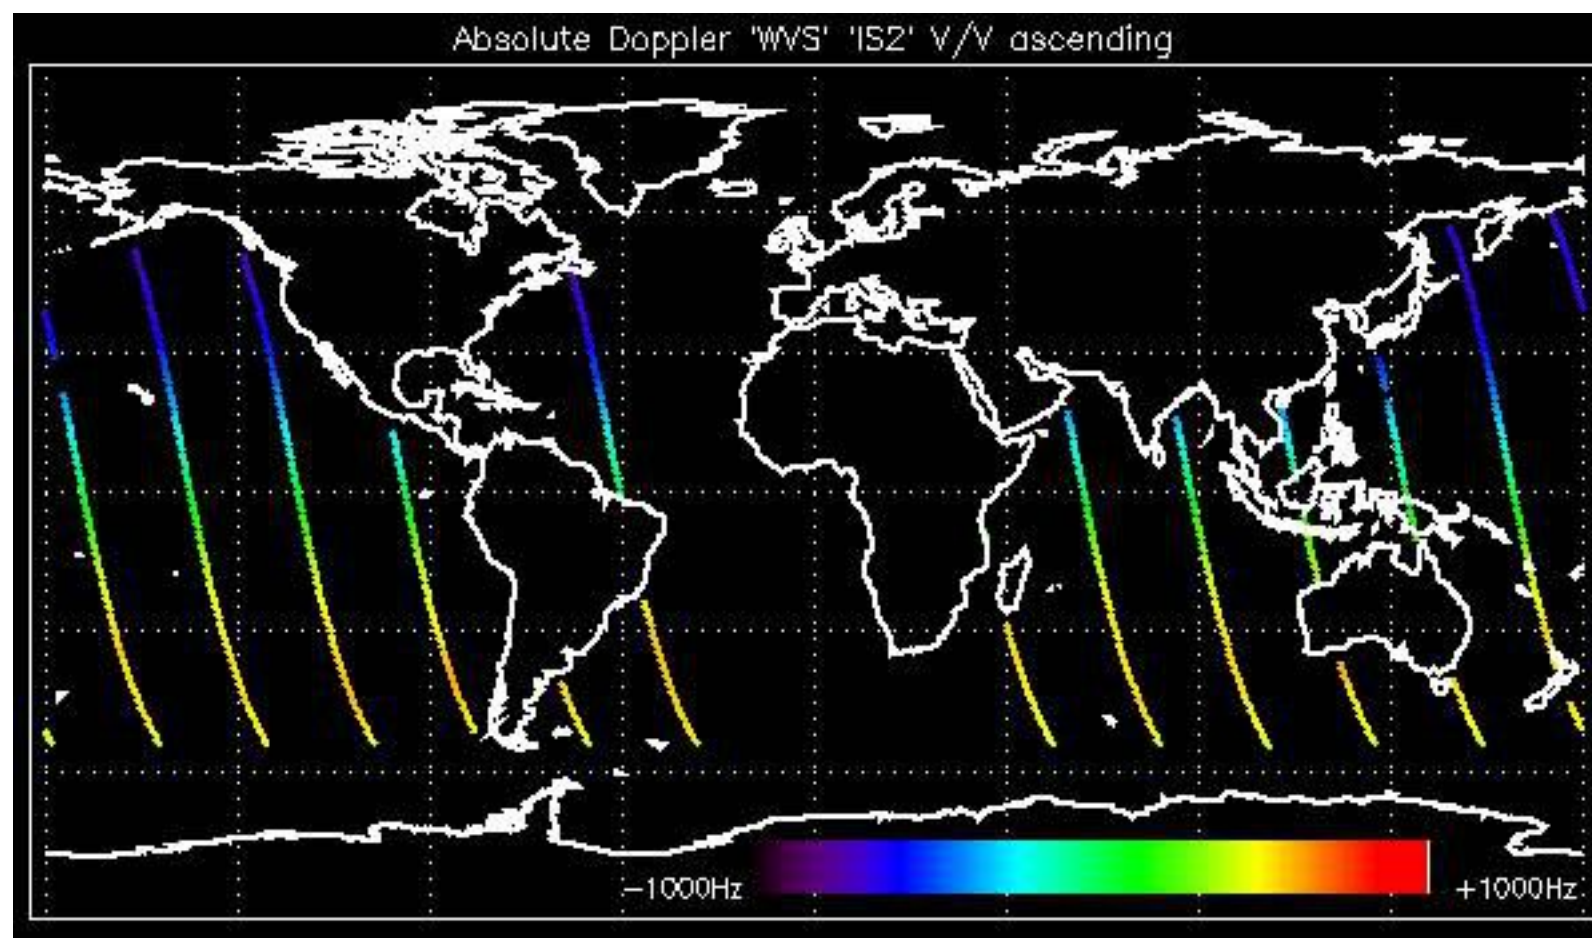 Absolute Doppler 'WVS' 'IS2' V/V ascending
-1000Hz +1000Hz